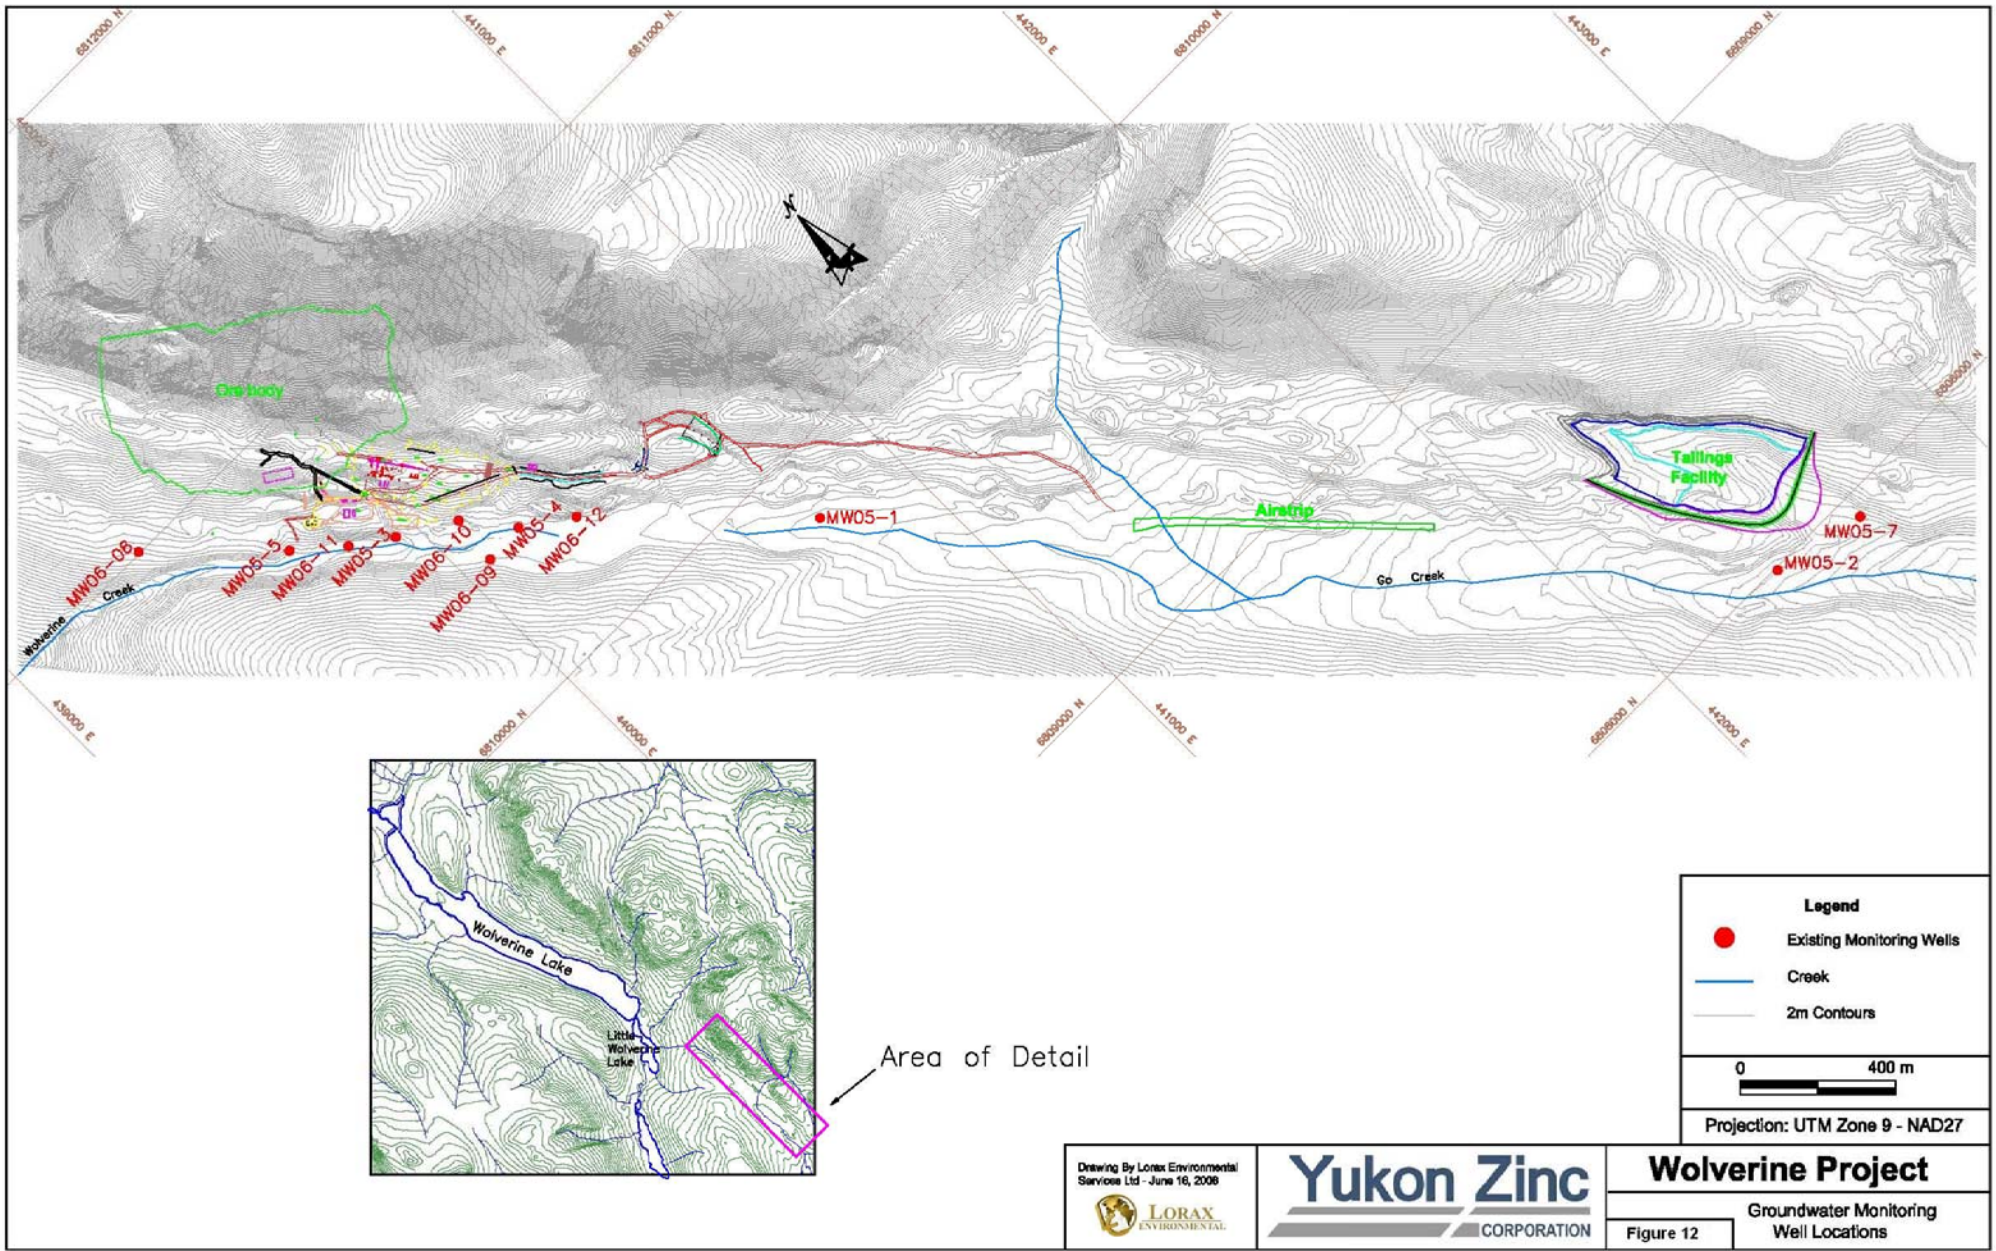 6812000 N
441000 E
6811000 N
442000 E
6810000 N
443000 E
6809000 N
6808000 N
N
Ore body
Tailings
Facility
Airstrip
MW05-1
MW05-7
MW05-2
MW06-08
MW05-5
MW06-11
MW05-3
MW06-10
MW06-09
MW05-4
MW06-12
Wolverine Creek
Go Creek
439000 E
6810000 N
440000 E
6809000 N
441000 E
6808000 N
442000 E
Wolverine Lake
Little
Wolverine
Lake
Area of Detail
Legend
Existing Monitoring Wells
Creek
2m Contours
0 400 m
Projection: UTM Zone 9 - NAD27
Drawing By Lorax Environmental
Services Ltd - June 16, 2006
LORAX
ENVIRONMENTAL
Yukon Zinc
CORPORATION
Wolverine Project
Figure 12
Groundwater Monitoring
Well Locations